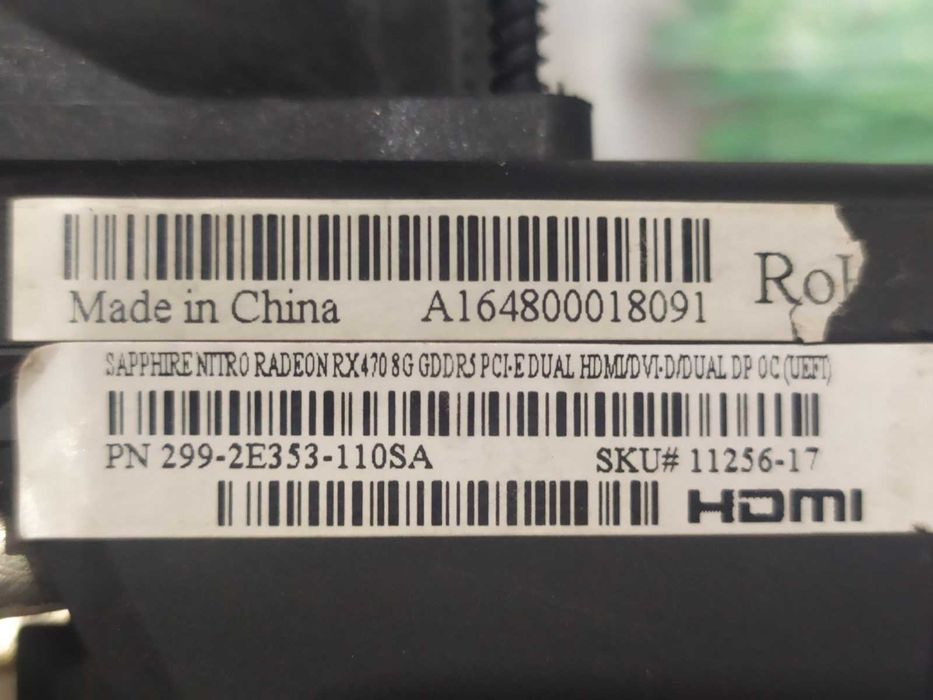 Made in China A164800018091 Ro
SAPPHIRE NITRO RADEON RX470 8G GDDR5 PCI-E DUAL HDMI/DVI-D/DUAL DP OC (UEFI)
PN 299-2E353-110SA SKU# 11256-17
HDMI